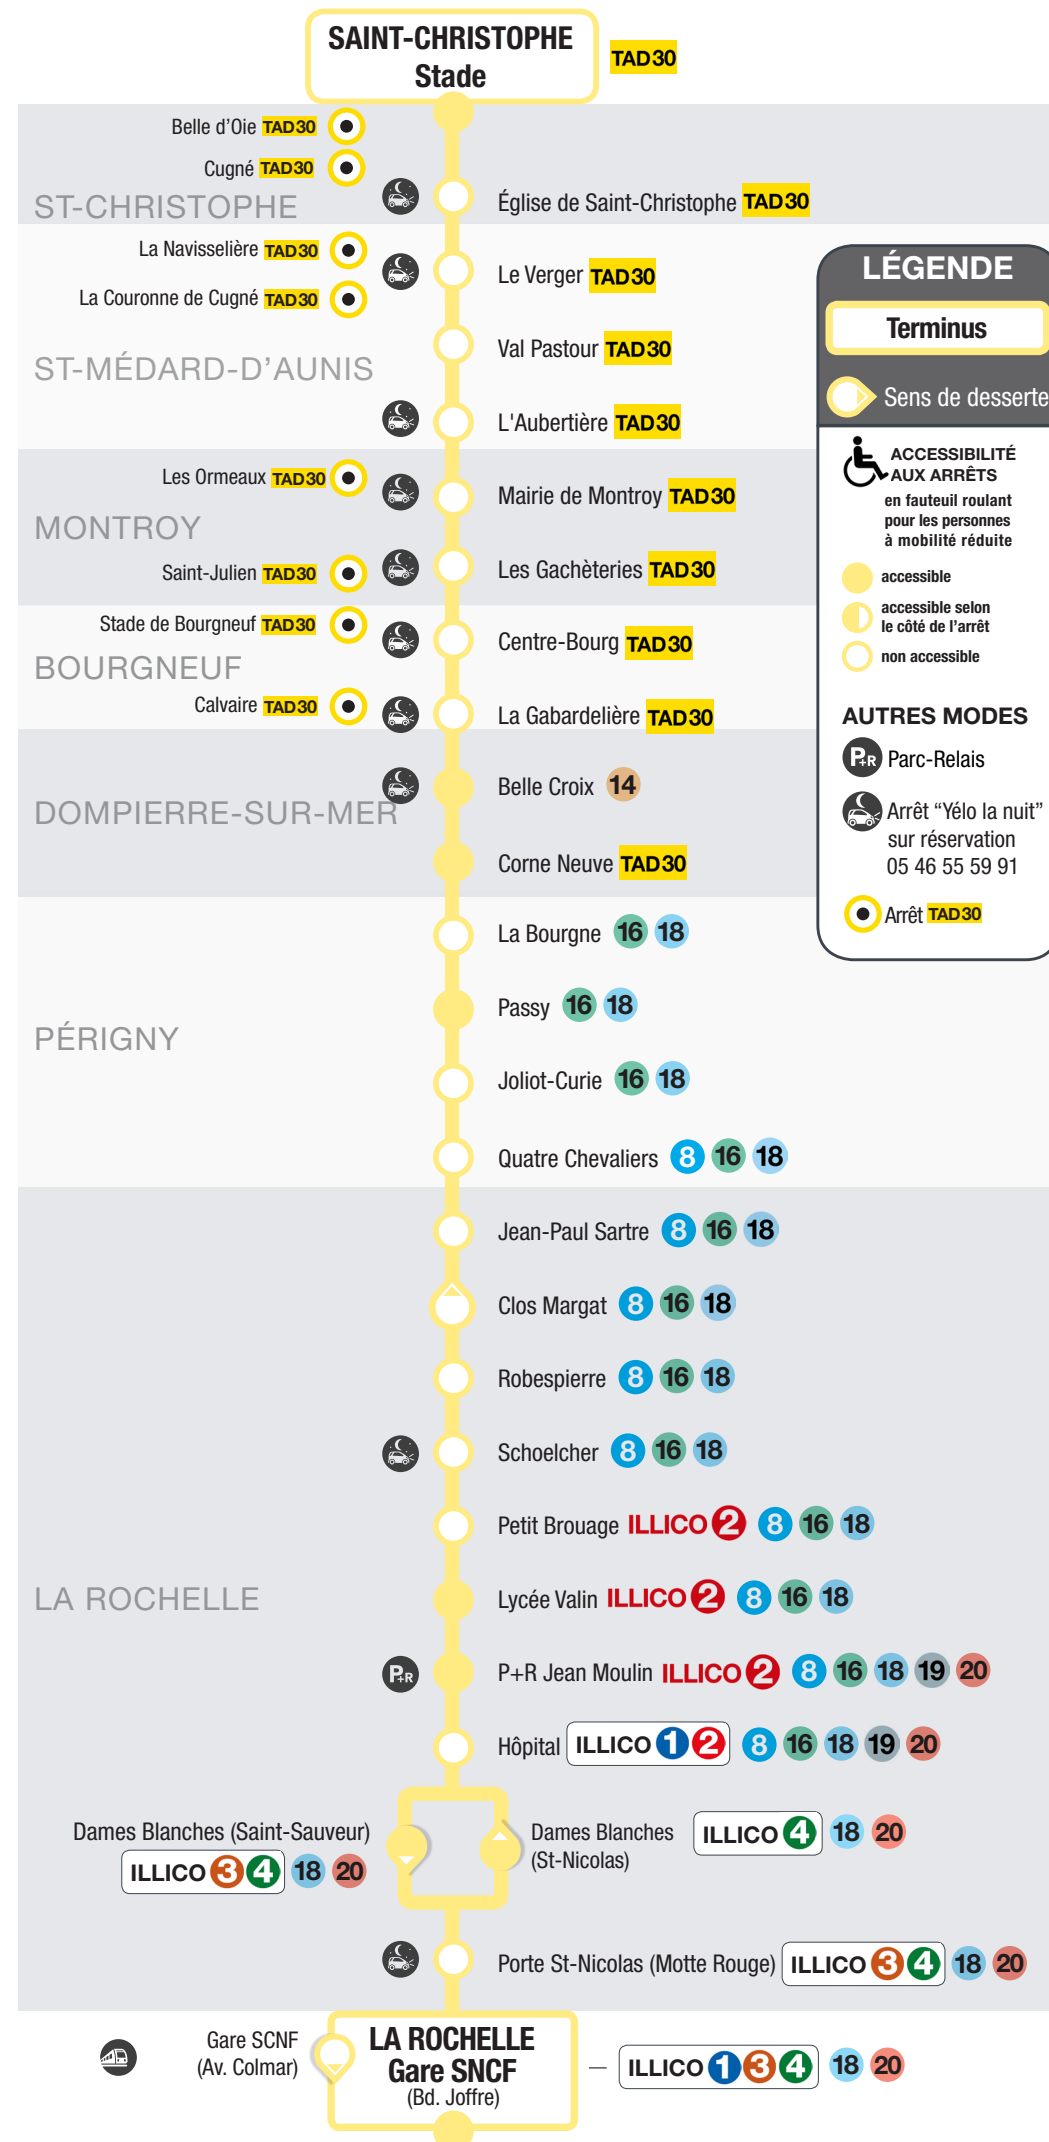 SAINT-CHRISTOPHE
Stade
TAD30
Belle d'Oie TAD30
Cugné TAD30
ST-CHRISTOPHE
Église de Saint-Christophe TAD30
La Navisselière TAD30
Le Verger TAD30
La Couronne de Cugné TAD30
Val Pastour TAD30
ST-MÉDARD-D'AUNIS
L'Aubertière TAD30
Les Ormeaux TAD30
Mairie de Montroy TAD30
MONTROY
Saint-Julien TAD30
Les Gachèteries TAD30
Stade de Bourgneuf TAD30
Centre-Bourg TAD30
BOURGNEUF
Calvaire TAD30
La Gabardelière TAD30
Belle Croix 14
DOMPIERRE-SUR-MER
Corne Neuve TAD30
La Bourgne 16 18
Passy 16 18
PÉRIGNY
Joliot-Curie 16 18
Quatre Chevaliers 8 16 18
Jean-Paul Sartre 8 16 18
Clos Margat 8 16 18
Robespierre 8 16 18
Schoelcher 8 16 18
Petit Brouage ILLICO 2 8 16 18
LA ROCHELLE
Lycée Valin ILLICO 2 8 16 18
P+R
P+R Jean Moulin ILLICO 2 8 16 18 19 20
Hôpital ILLICO 1 2 8 16 18 19 20
Dames Blanches (Saint-Sauveur)
ILLICO 3 4 18 20
Dames Blanches
(St-Nicolas)
ILLICO 4 18 20
Porte St-Nicolas (Motte Rouge) ILLICO 3 4 18 20
Gare SCNF
(Av. Colmar)
LA ROCHELLE
Gare SNCF
(Bd. Joffre)
– ILLICO 1 3 4 18 20
LÉGENDE
Terminus
Sens de desserte
ACCESSIBILITÉ
AUX ARRÊTS
en fauteuil roulant
pour les personnes
à mobilité réduite
accessible
accessible selon
le côté de l'arrêt
non accessible
AUTRES MODES
P+R Parc-Relais
Arrêt “Yélo la nuit”
sur réservation
05 46 55 59 91
Arrêt TAD30